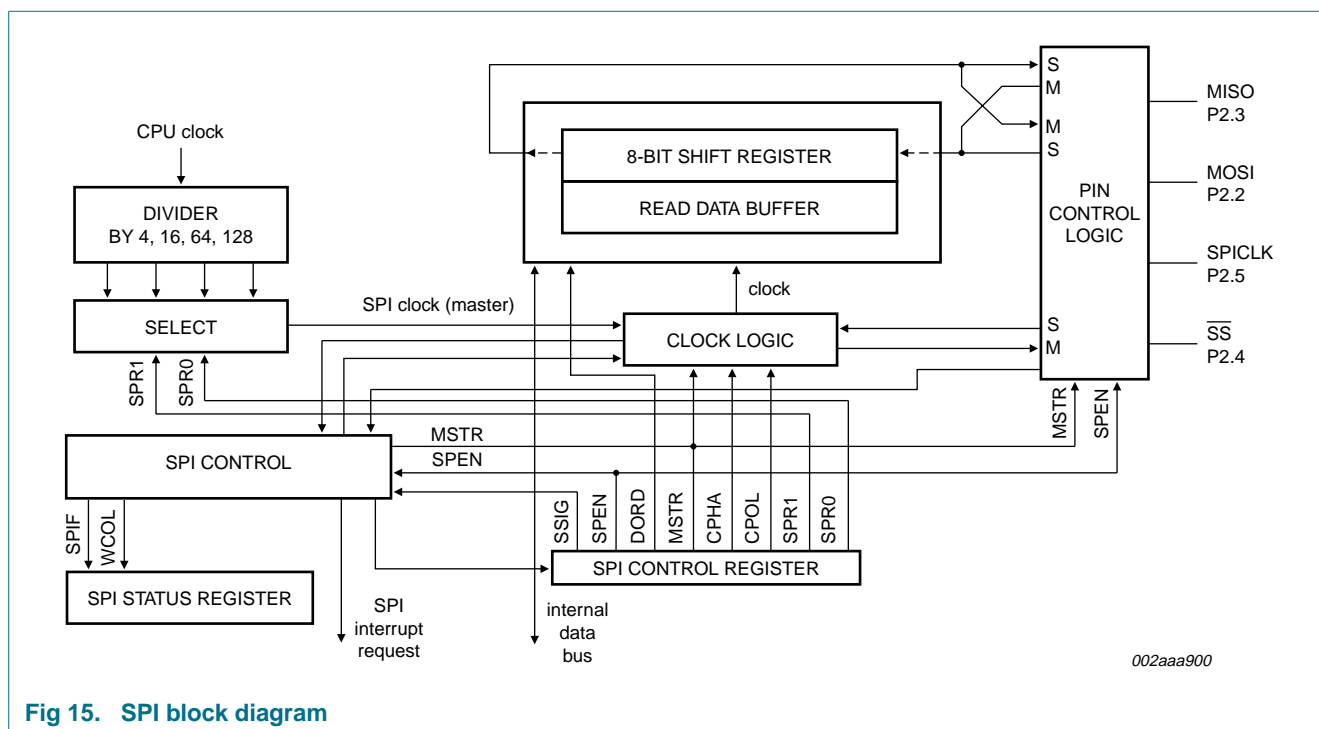 CPU clock
DIVIDER
BY 4, 16, 64, 128
SELECT
SPR1
SPR0
SPI clock (master)
8-BIT SHIFT REGISTER
READ DATA BUFFER
clock
CLOCK LOGIC
S
M
M
S
PIN
CONTROL
LOGIC
S
M
MSTR
SPEN
MISO
P2.3
MOSI
P2.2
SPICLK
P2.5
SS
P2.4
SPI CONTROL
MSTR
SPEN
SPIF
WCOL
SPI STATUS REGISTER
SPI
interrupt
request
SSIG
SPEN
DORD
MSTR
CPHA
CPOL
SPR1
SPR0
SPI CONTROL REGISTER
internal
data
bus
002aaa900
Fig 15. SPI block diagram